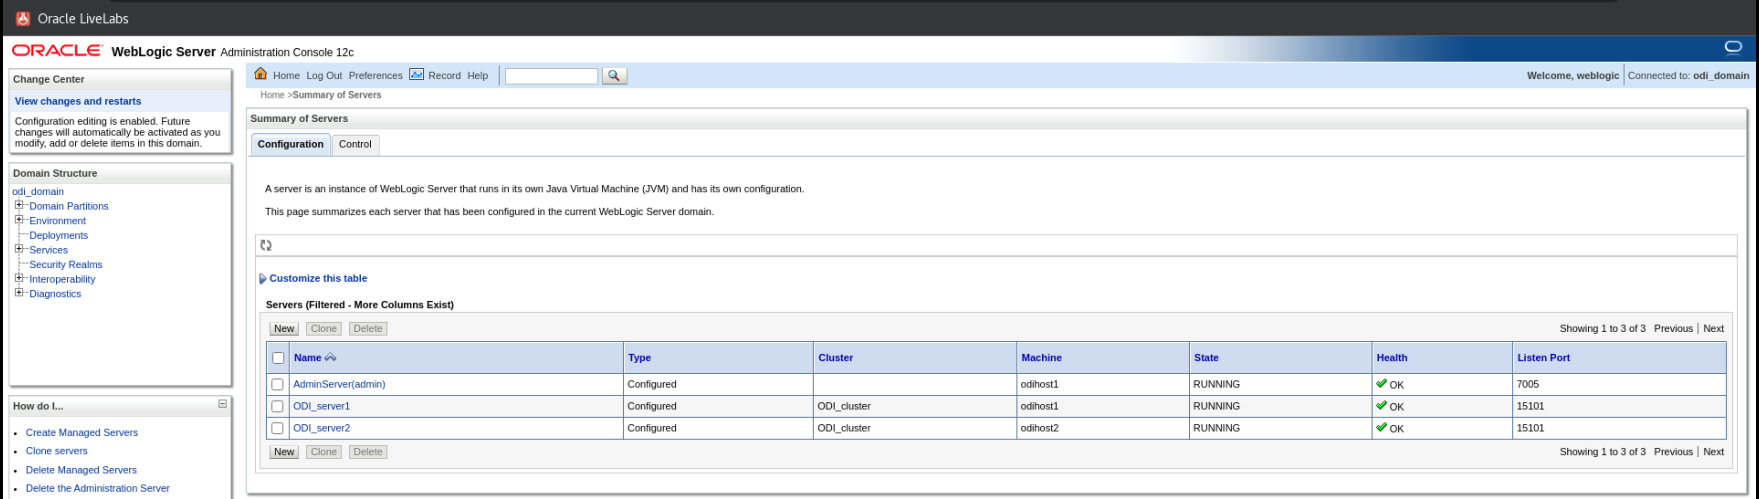 Oracle LiveLabs
ORACLE WebLogic Server Administration Console 12c
Change Center
View changes and restarts
Configuration editing is enabled. Future
changes will automatically be activated as you
modify, add or delete items in this domain.
Domain Structure
odi_domain
Domain Partitions
Environment
Deployments
Services
Security Realms
Interoperability
Diagnostics
How do I...
Create Managed Servers
Clone servers
Delete Managed Servers
Delete the Administration Server
Home Log Out Preferences Record Help
Welcome, weblogic Connected to: odi_domain
Home >Summary of Servers
Summary of Servers
Configuration Control
A server is an instance of WebLogic Server that runs in its own Java Virtual Machine (JVM) and has its own configuration.
This page summarizes each server that has been configured in the current WebLogic Server domain.
Customize this table
Servers (Filtered - More Columns Exist)
New Clone Delete Showing 1 to 3 of 3 Previous | Next
Name Type Cluster Machine State Health Listen Port
AdminServer(admin) Configured odihost1 RUNNING OK 7005
ODI_server1 Configured ODI_cluster odihost1 RUNNING OK 15101
ODI_server2 Configured ODI_cluster odihost2 RUNNING OK 15101
New Clone Delete Showing 1 to 3 of 3 Previous | Next